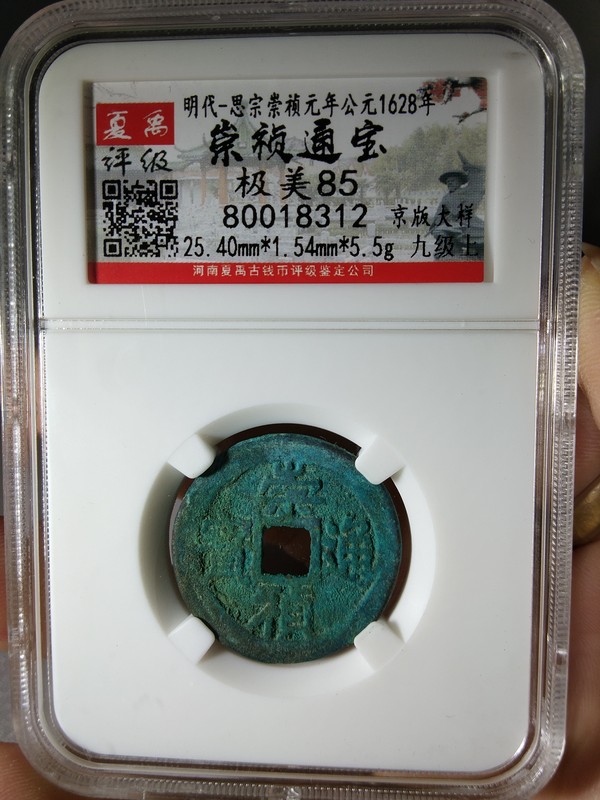 夏禹
评级
明代-思宗崇祯元年公元1628年
崇祯通宝
极美85
80018312 京版大样
25.40mm*1.54mm*5.5g 九级上
河南夏禹古钱币评级鉴定公司
崇
通
祯